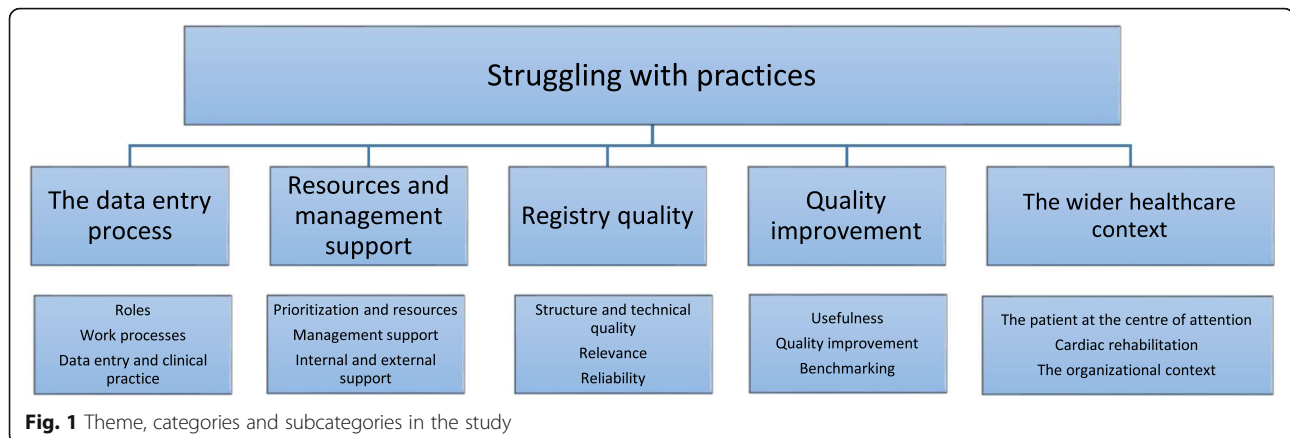 Struggling with practices
The data entry
process
Resources and
management
support
Registry quality
Quality
improvement
The wider healthcare
context
Roles
Work processes
Data entry and clinical
practice
Prioritization and resources
Management support
Internal and external
support
Structure and technical
quality
Relevance
Reliability
Usefulness
Quality improvement
Benchmarking
The patient at the centre of attention
Cardiac rehabilitation
The organizational context
Fig. 1 Theme, categories and subcategories in the study